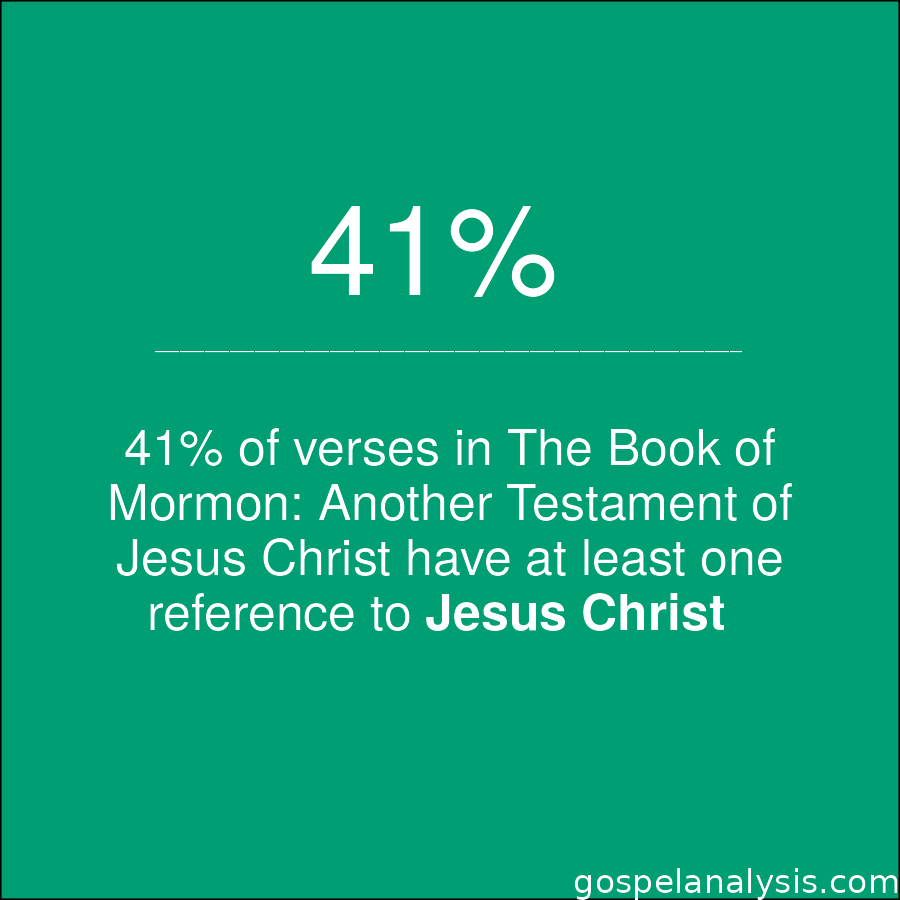 41%
41% of verses in The Book of
Mormon: Another Testament of
Jesus Christ have at least one
reference to Jesus Christ
gospelanalysis.com